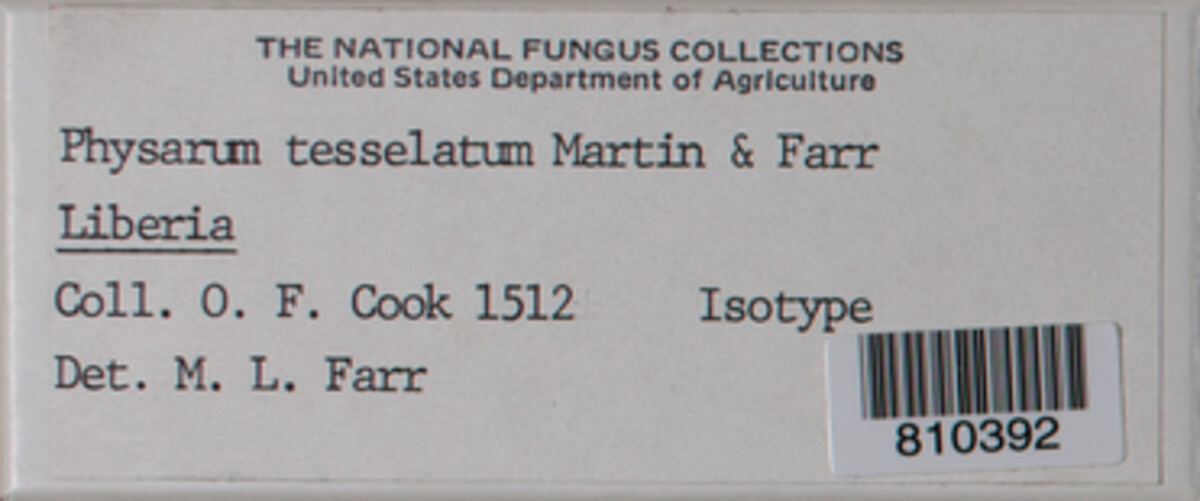 THE NATIONAL FUNGUS COLLECTIONS
United States Department of Agriculture
Physarum tesselatum Martin & Farr
Liberia
Coll. O. F. Cook 1512 Isotype
Det. M. L. Farr
810392